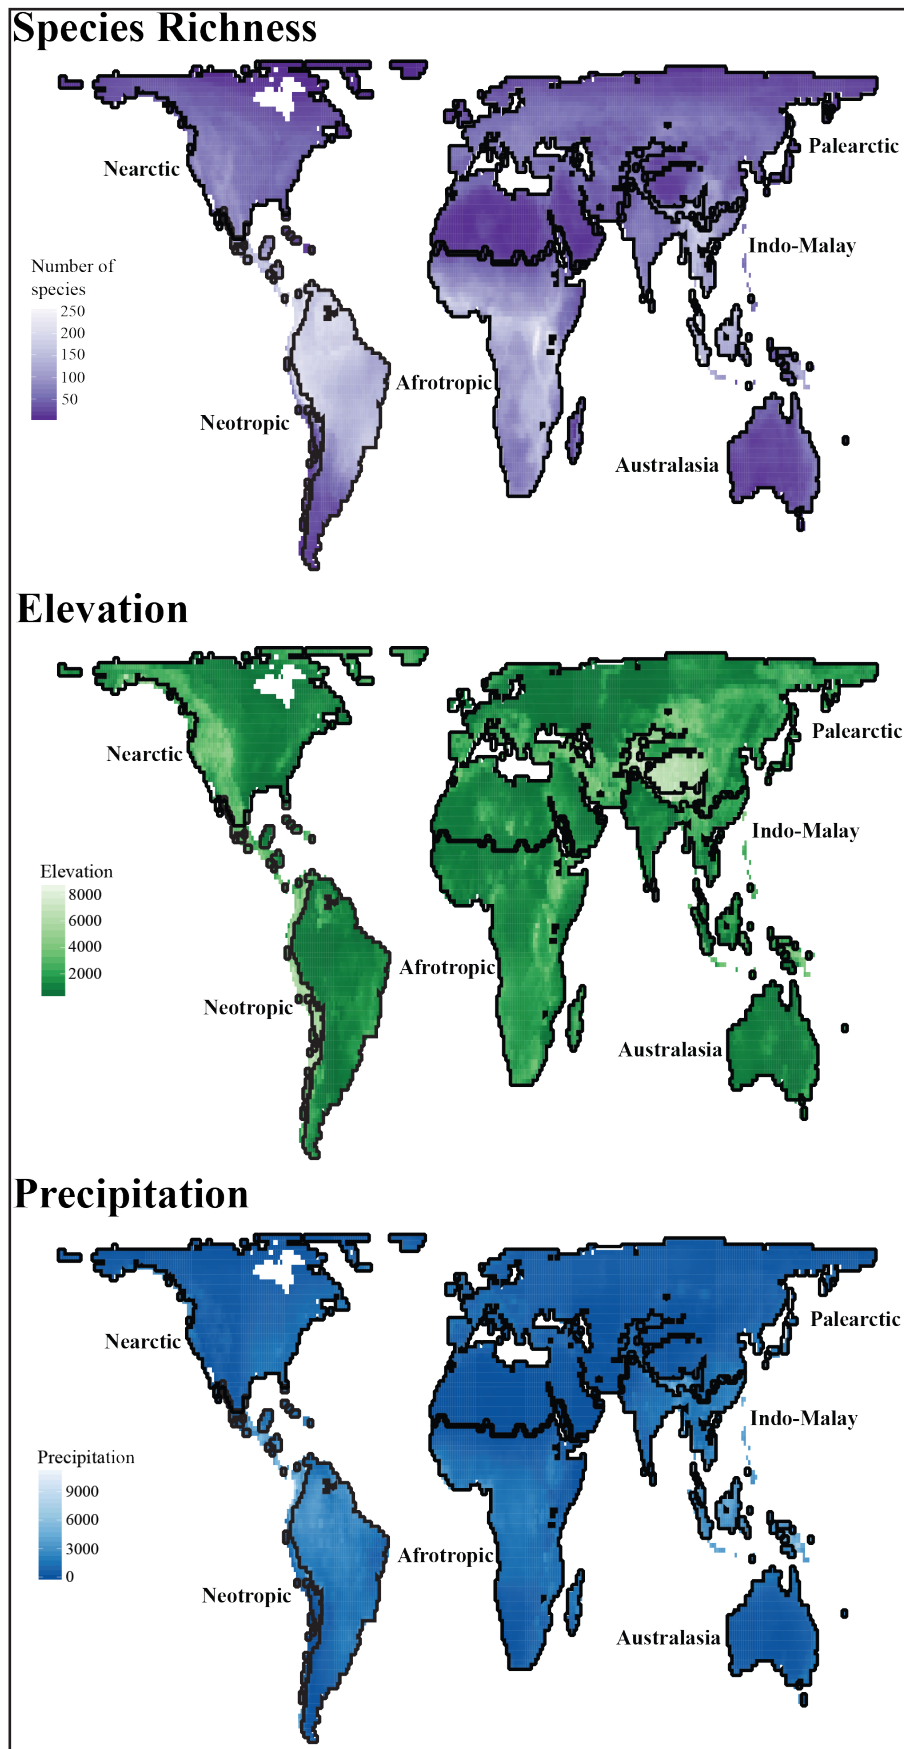 Species Richness
Palearctic
Nearctic
Indo-Malay
Number of
species
250
200
150
100
50
Afrotropic
Neotropic
Australasia
Elevation
Palearctic
Nearctic
Indo-Malay
Elevation
8000
6000
4000
2000
Afrotropic
Neotropic
Australasia
Precipitation
Palearctic
Nearctic
Indo-Malay
Precipitation
9000
6000
3000
0
Afrotropic
Neotropic
Australasia